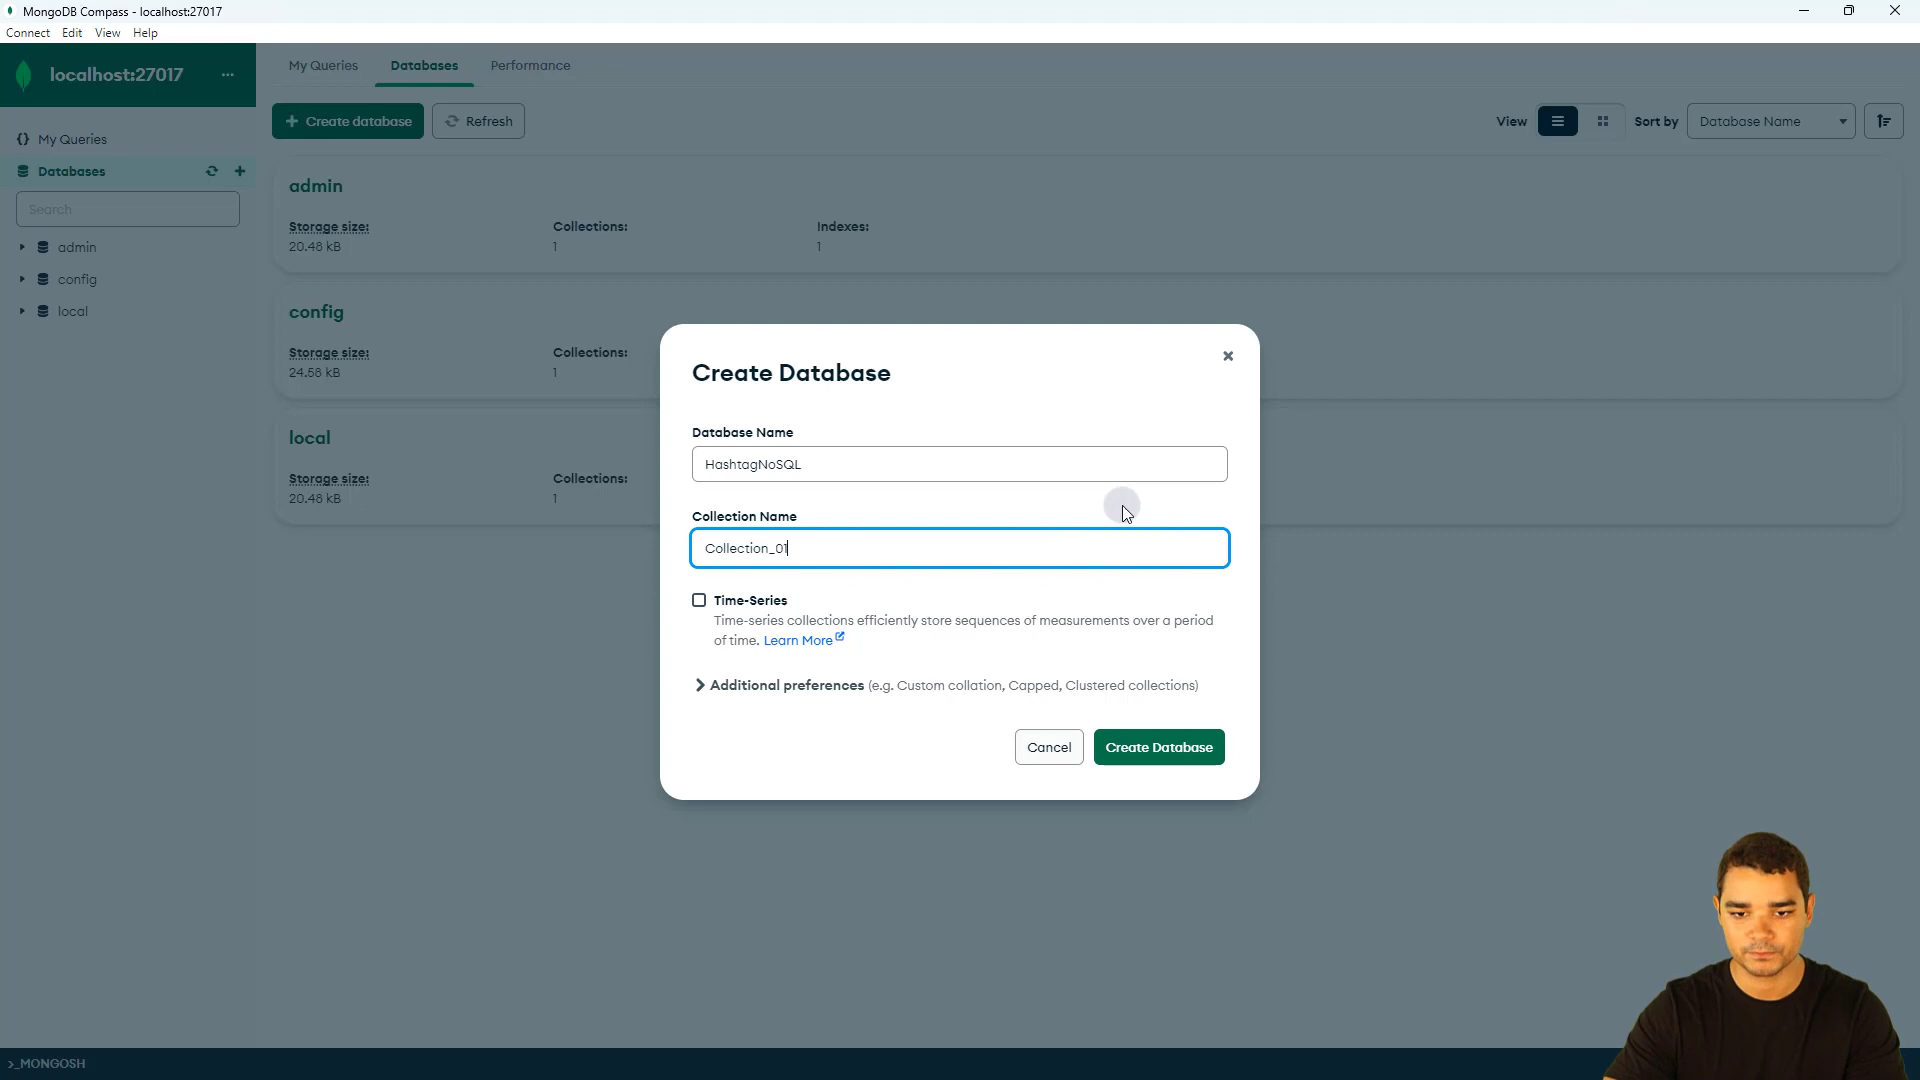 MongoDB Compass - localhost:27017
Connect Edit View Help
localhost:27017 ...
My Queries
Databases
Search
admin
config
local
My Queries Databases Performance
+ Create database Refresh
View Sort by Database Name
admin
Storage size: Collections: Indexes:
20.48 kB 1 1
config
Storage size: Collections:
24.58 kB 1
local
Storage size: Collections:
20.48 kB 1
Create Database
Database Name
HashtagNoSQL
Collection Name
Collection_01
Time-Series
Time-series collections efficiently store sequences of measurements over a period
of time. Learn More
Additional preferences (e.g. Custom collation, Capped, Clustered collections)
Cancel Create Database
>_MONGOSH